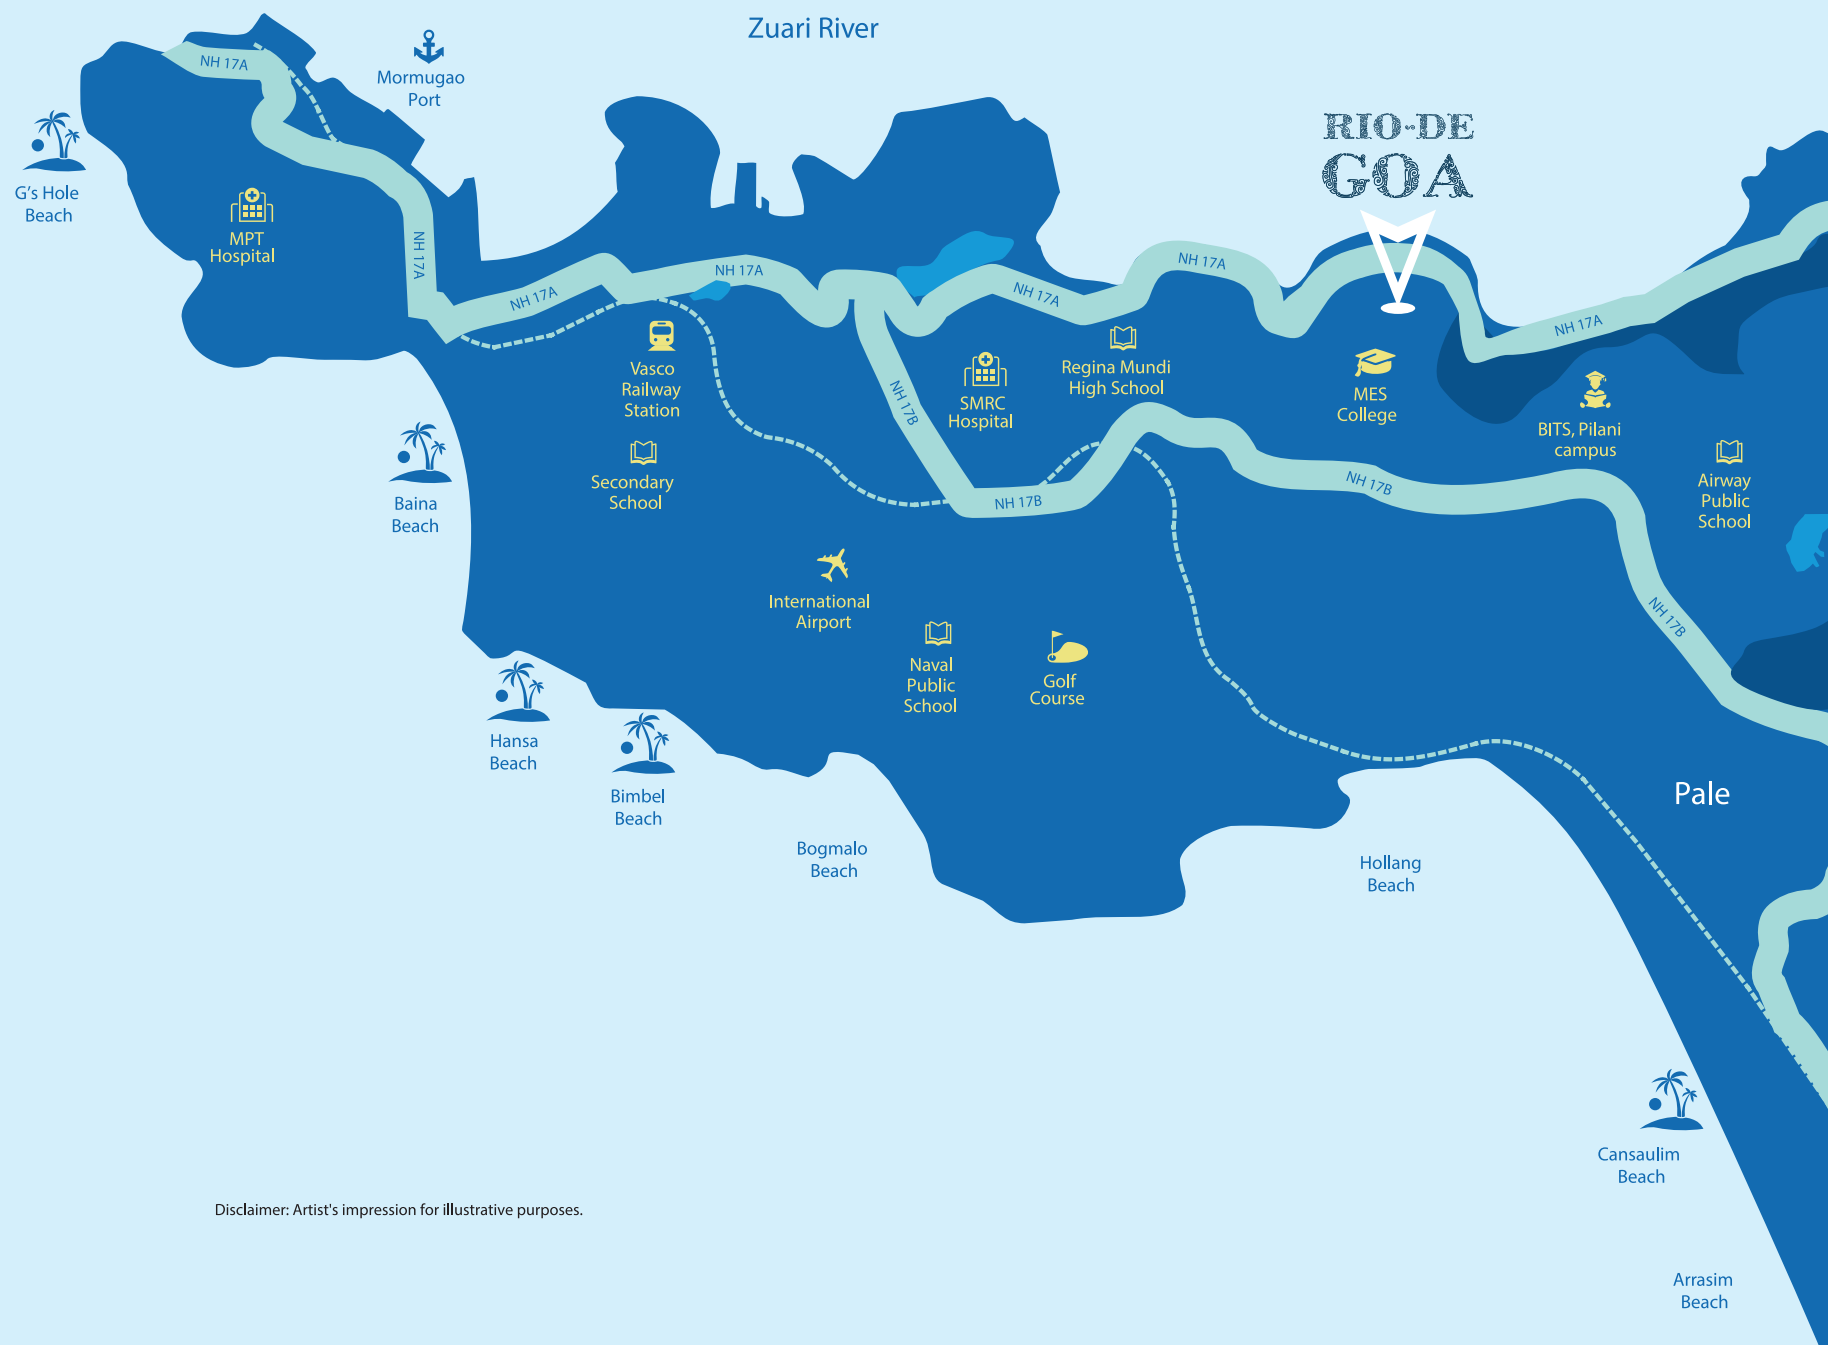 Zuari River
NH 17A
Mormugao
Port
RIO-DE
GOA
G's Hole
Beach
MPT
Hospital
NH 17A
NH 17A
NH 17A
NH 17A
NH 17A
NH 17A
Vasco
Railway
Station
NH 17B
SMRC
Hospital
Regina Mundi
High School
MES
College
BITS, Pilani
campus
Airway
Public
School
Secondary
School
Baina
Beach
NH 17B
NH 17B
NH 17B
International
Airport
Naval
Public
School
Golf
Course
Hansa
Beach
Bimbel
Beach
Bogmalo
Beach
Hollang
Beach
Pale
Cansaulim
Beach
Disclaimer: Artist's impression for illustrative purposes.
Arrasim
Beach